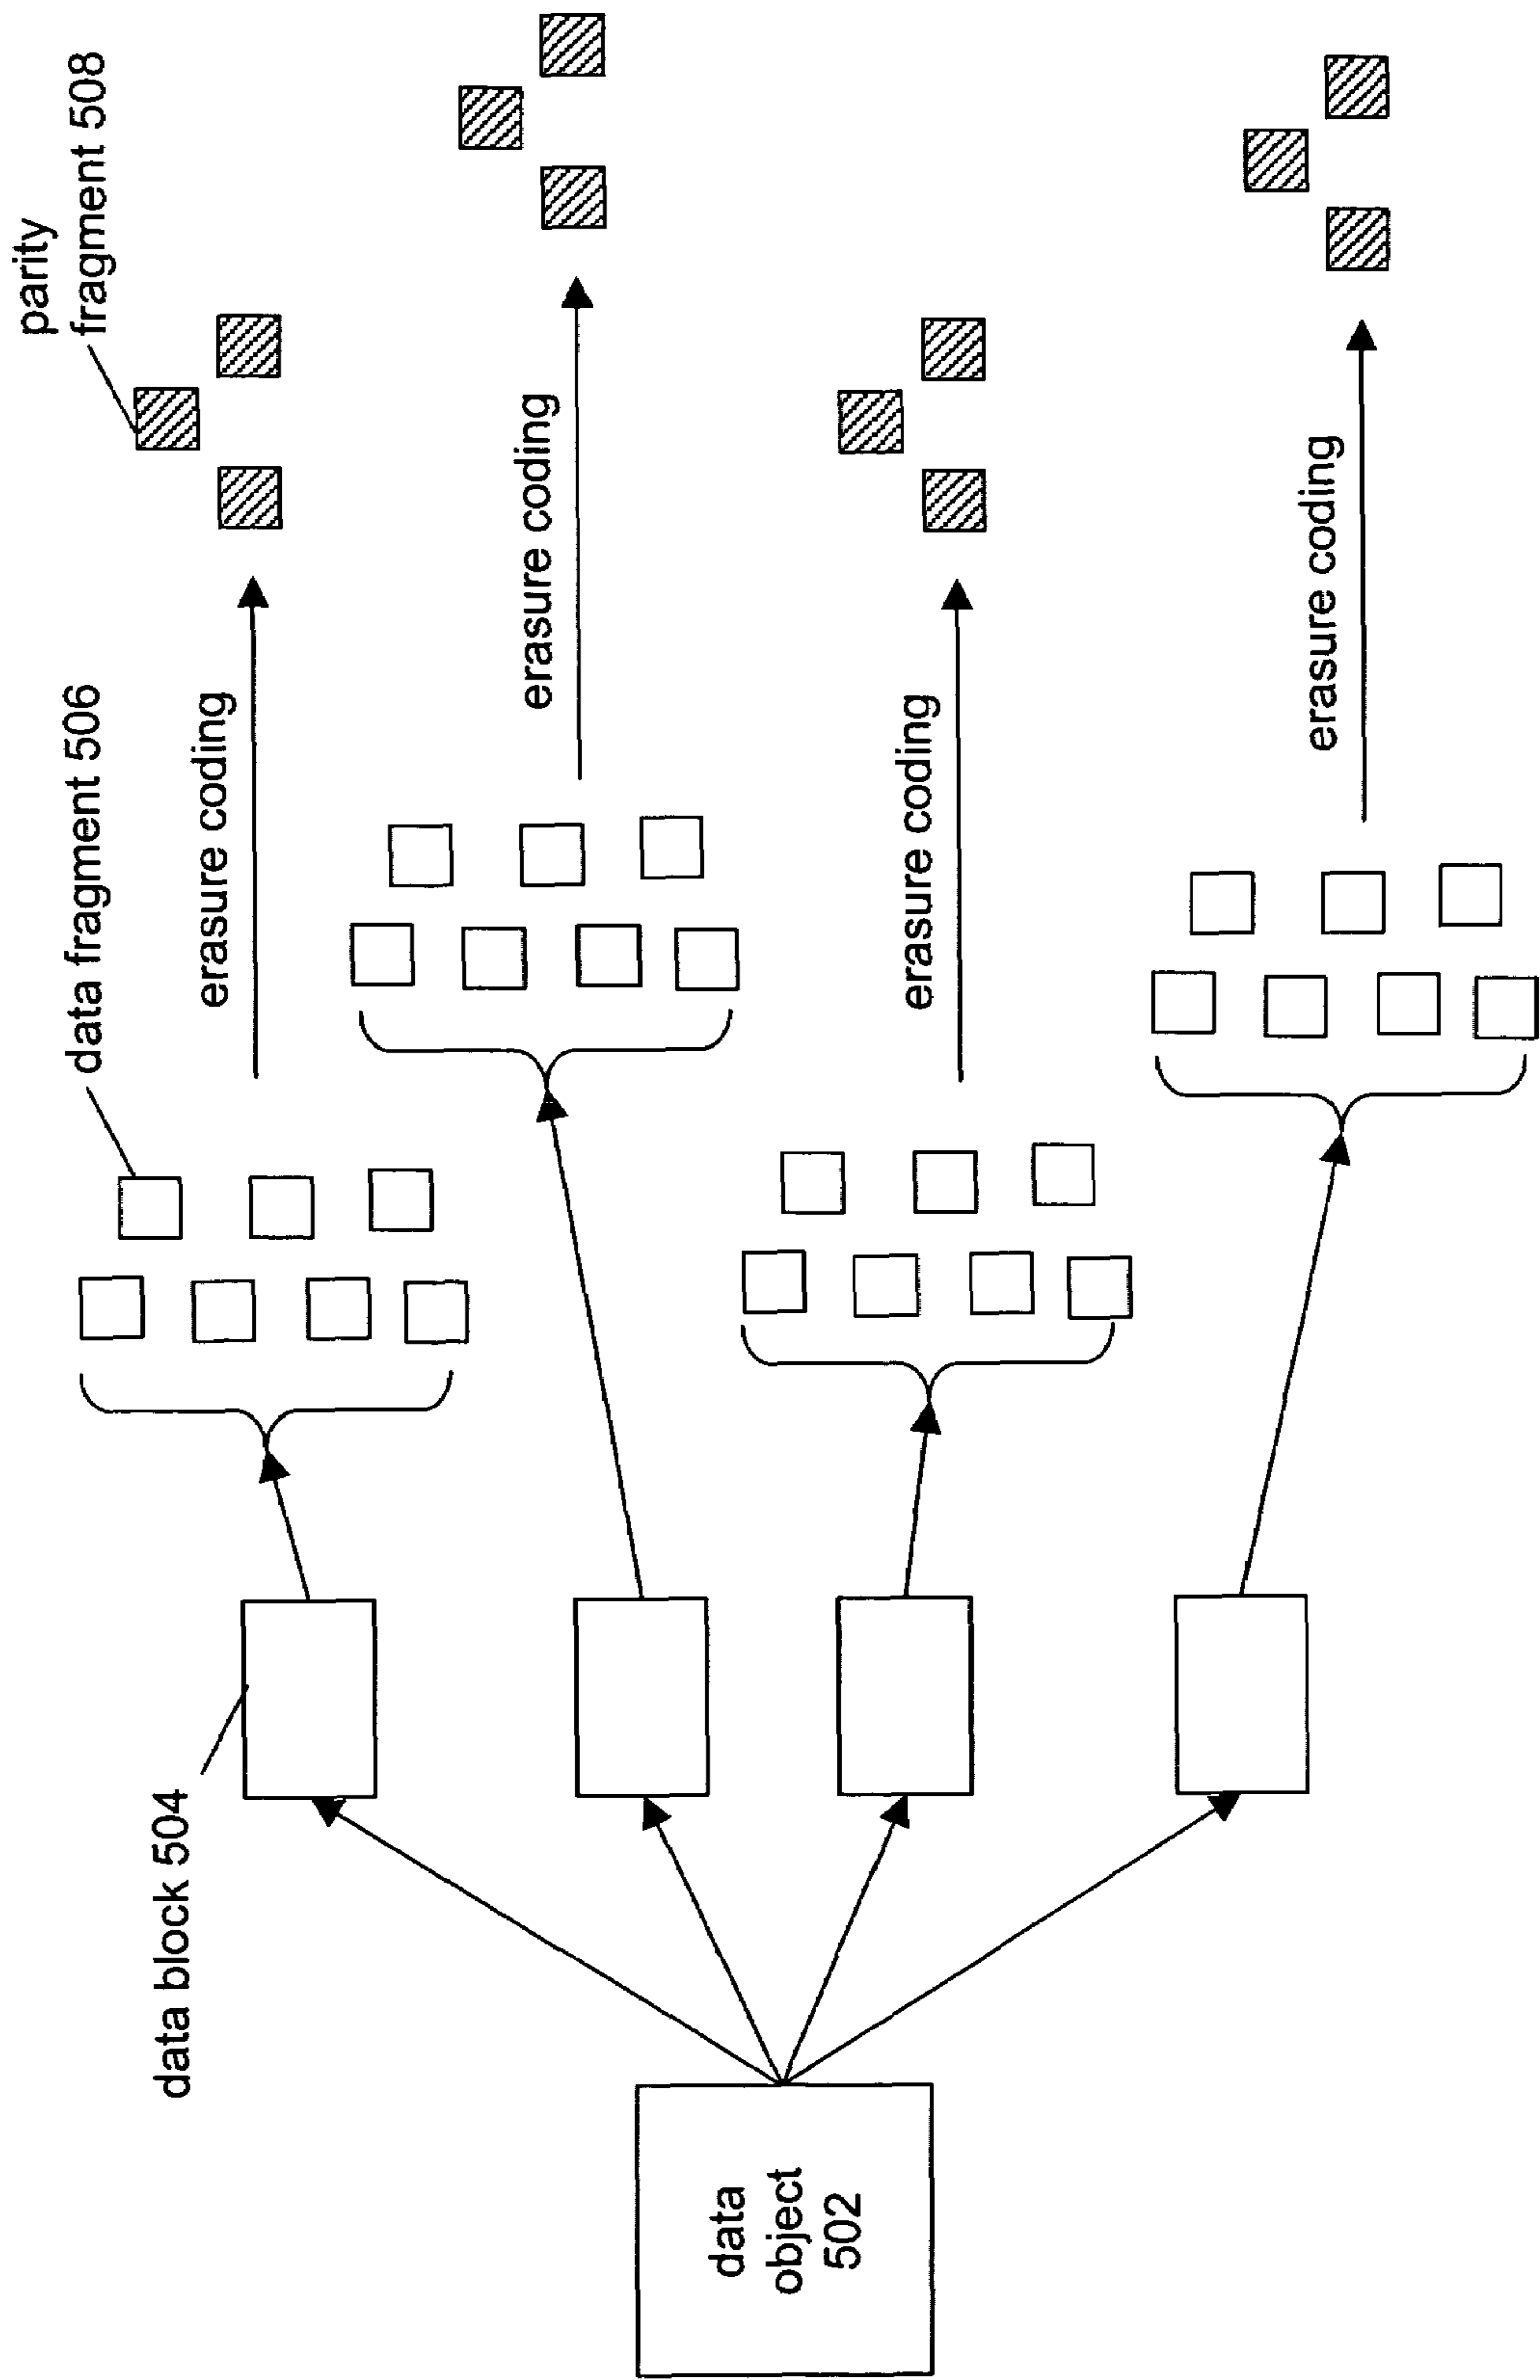 parity
fragment 508
data fragment 506
data block 504
erasure coding
erasure coding
erasure coding
erasure coding
data
object
502